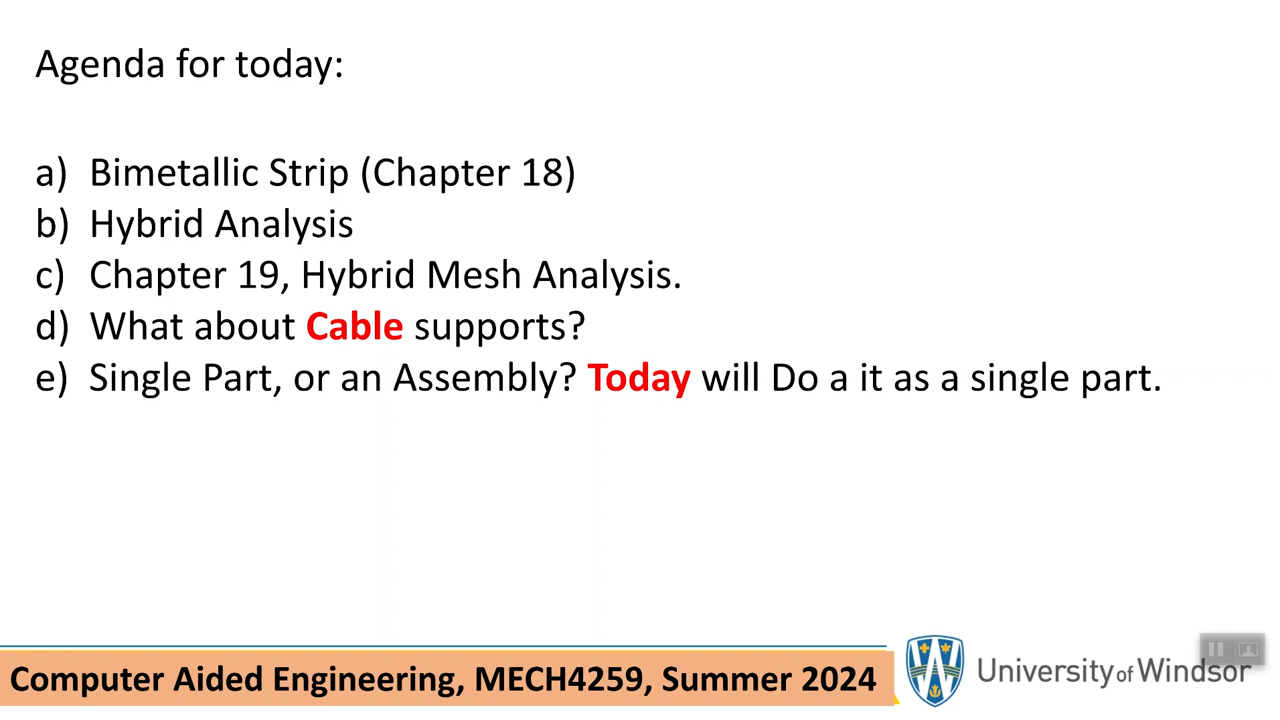 Agenda for today:
a) Bimetallic Strip (Chapter 18)
b) Hybrid Analysis
c) Chapter 19, Hybrid Mesh Analysis.
d) What about Cable supports?
e) Single Part, or an Assembly? Today will Do a it as a single part.
Computer Aided Engineering, MECH4259, Summer 2024
University of Windsor